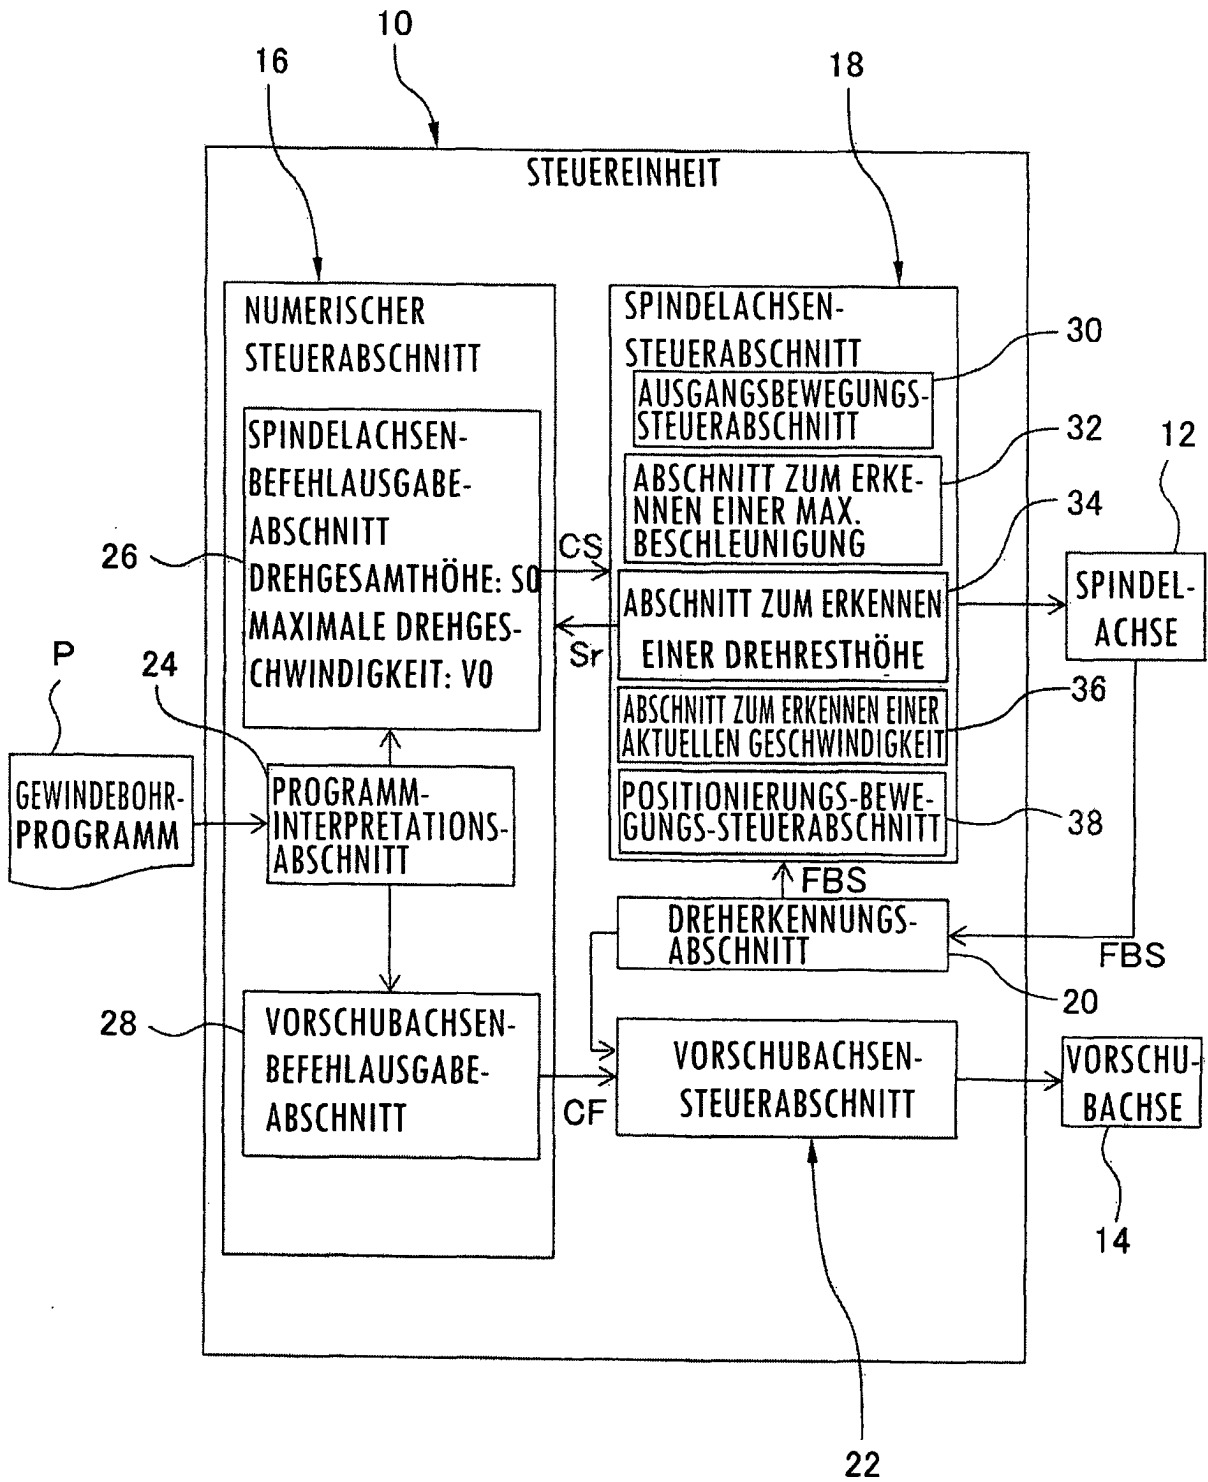 10
16
18
STEUEREINHEIT
NUMERISCHER
STEUERABSCHNITT
SPINDELACHSEN-
BEFEHLAUSGABE-
ABSCHNITT
DREHGESAMTHÖHE: S0
MAXIMALE DREHGES-
CHWINDIGKEIT: V0
26
CS
Sr
SPINDELACHSEN-
STEUERABSCHNITT
AUSGANGSBEWEGUNGS-
STEUERABSCHNITT
30
ABSCHNITT ZUM ERKE-
NNEN EINER MAX.
BESCHLEUNIGUNG
32
ABSCHNITT ZUM ERKENNEN
EINER DREHRESTHÖHE
34
ABSCHNITT ZUM ERKENNEN EINER
AKTUELLEN GESCHWINDIGKEIT
36
POSITIONIERUNGS-BEWE-
GUNGS-STEUERABSCHNITT
38
12
SPINDEL-
ACHSE
P
GEWINDEBOHR-
PROGRAMM
24
PROGRAMM-
INTERPRETATIONS-
ABSCHNITT
FBS
DREHERKENNUNGS-
ABSCHNITT
FBS
20
28
VORSCHUBACHSEN-
BEFEHLAUSGABE-
ABSCHNITT
CF
VORSCHUBACHSEN-
STEUERABSCHNITT
VORSCHU-
BACHSE
14
22